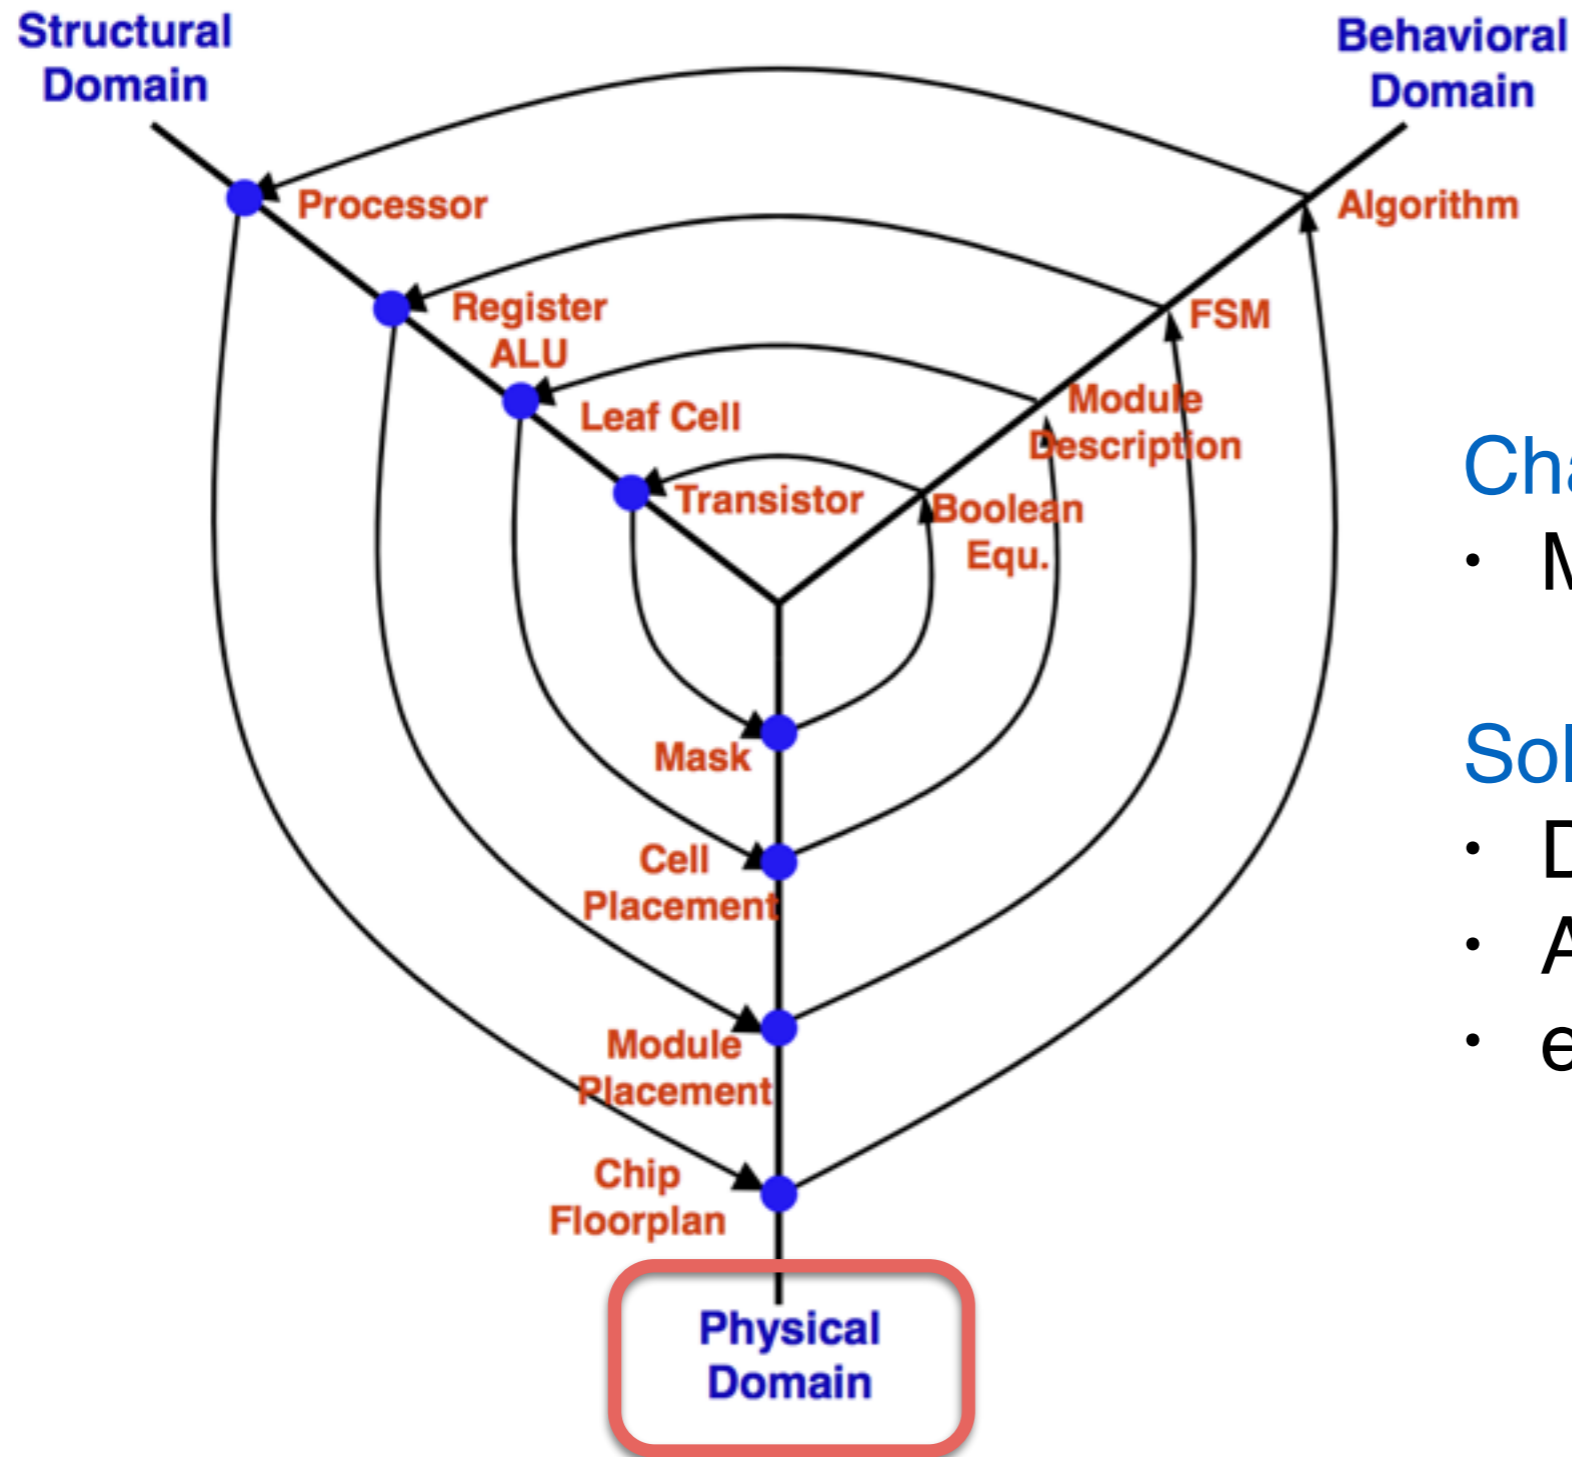 Structural
Domain
Behavioral
Domain
Processor
Algorithm
Register
ALU
FSM
Leaf Cell
Module
Description
Transistor
Boolean
Equ.
Mask
Cell
Placement
Module
Placement
Chip
Floorplan
Physical
Domain